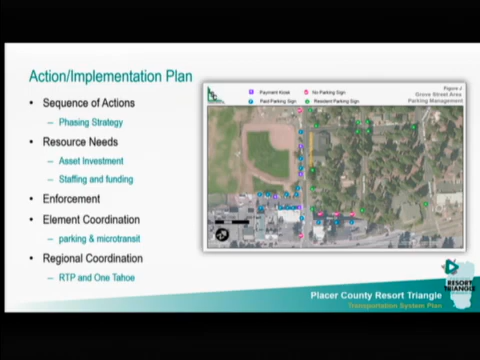 Action/Implementation Plan
• Sequence of Actions
– Phasing Strategy
• Resource Needs
– Asset Investment
– Staffing and funding
• Enforcement
• Element Coordination
– parking & microtransit
• Regional Coordination
– RTP and One Tahoe
Payment Kiosk
No Parking Sign
Paid Parking Sign
Resident Parking Sign
Figure J
Grove Street Area
Parking Management
RESORT
TRIANGLE
Placer County Resort Triangle
Transportation System Plan